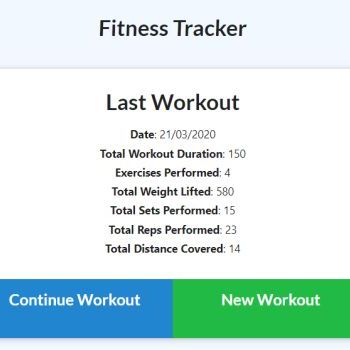 Fitness Tracker
Last Workout
Date: 21/03/2020
Total Workout Duration: 150
Exercises Performed: 4
Total Weight Lifted: 580
Total Sets Performed: 15
Total Reps Performed: 23
Total Distance Covered: 14
Continue Workout
New Workout